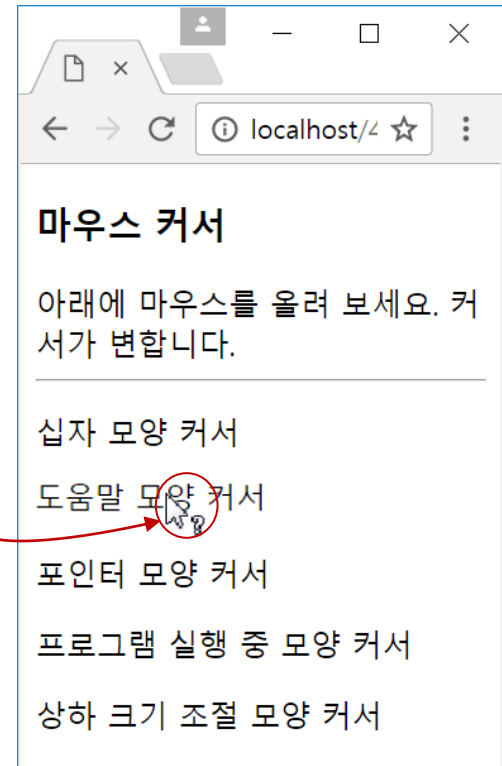 localhost/4
마우스 커서
아래에 마우스를 올려 보세요. 커
서가 변합니다.
십자 모양 커서
도움말 모양 커서
포인터 모양 커서
프로그램 실행 중 모양 커서
상하 크기 조절 모양 커서